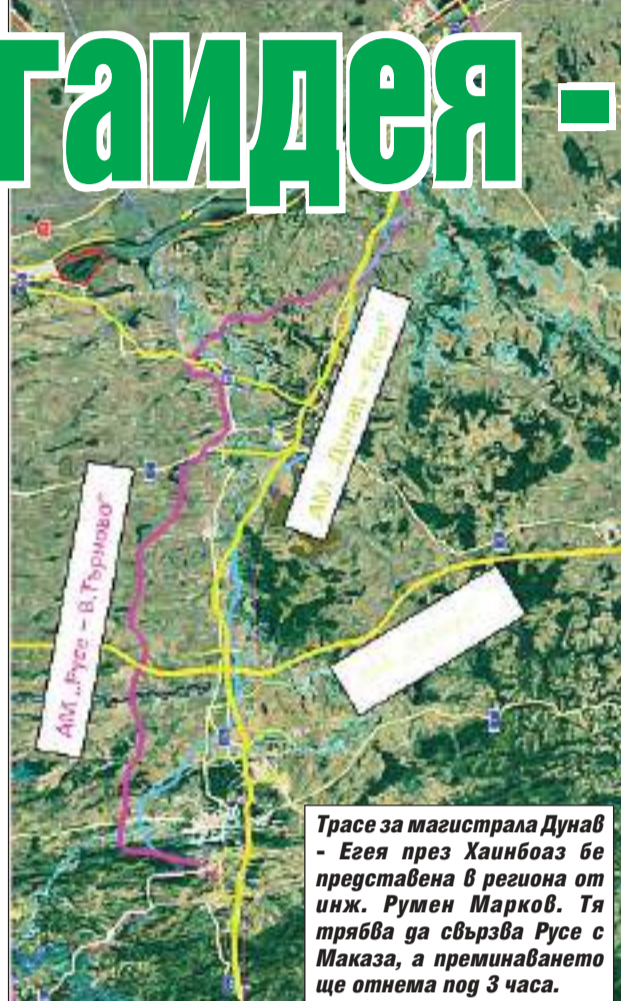 гаидея -
АМ „Дунав - Егея"
АМ „Русе - В. Търново"
Трасе за магистрала Дунав
- Егея през Хаинбоаз бе
представена в региона от
инж. Румен Марков. Тя
трябва да свързва Русе с
Маказа, а преминаването
ще отнема под 3 часа.